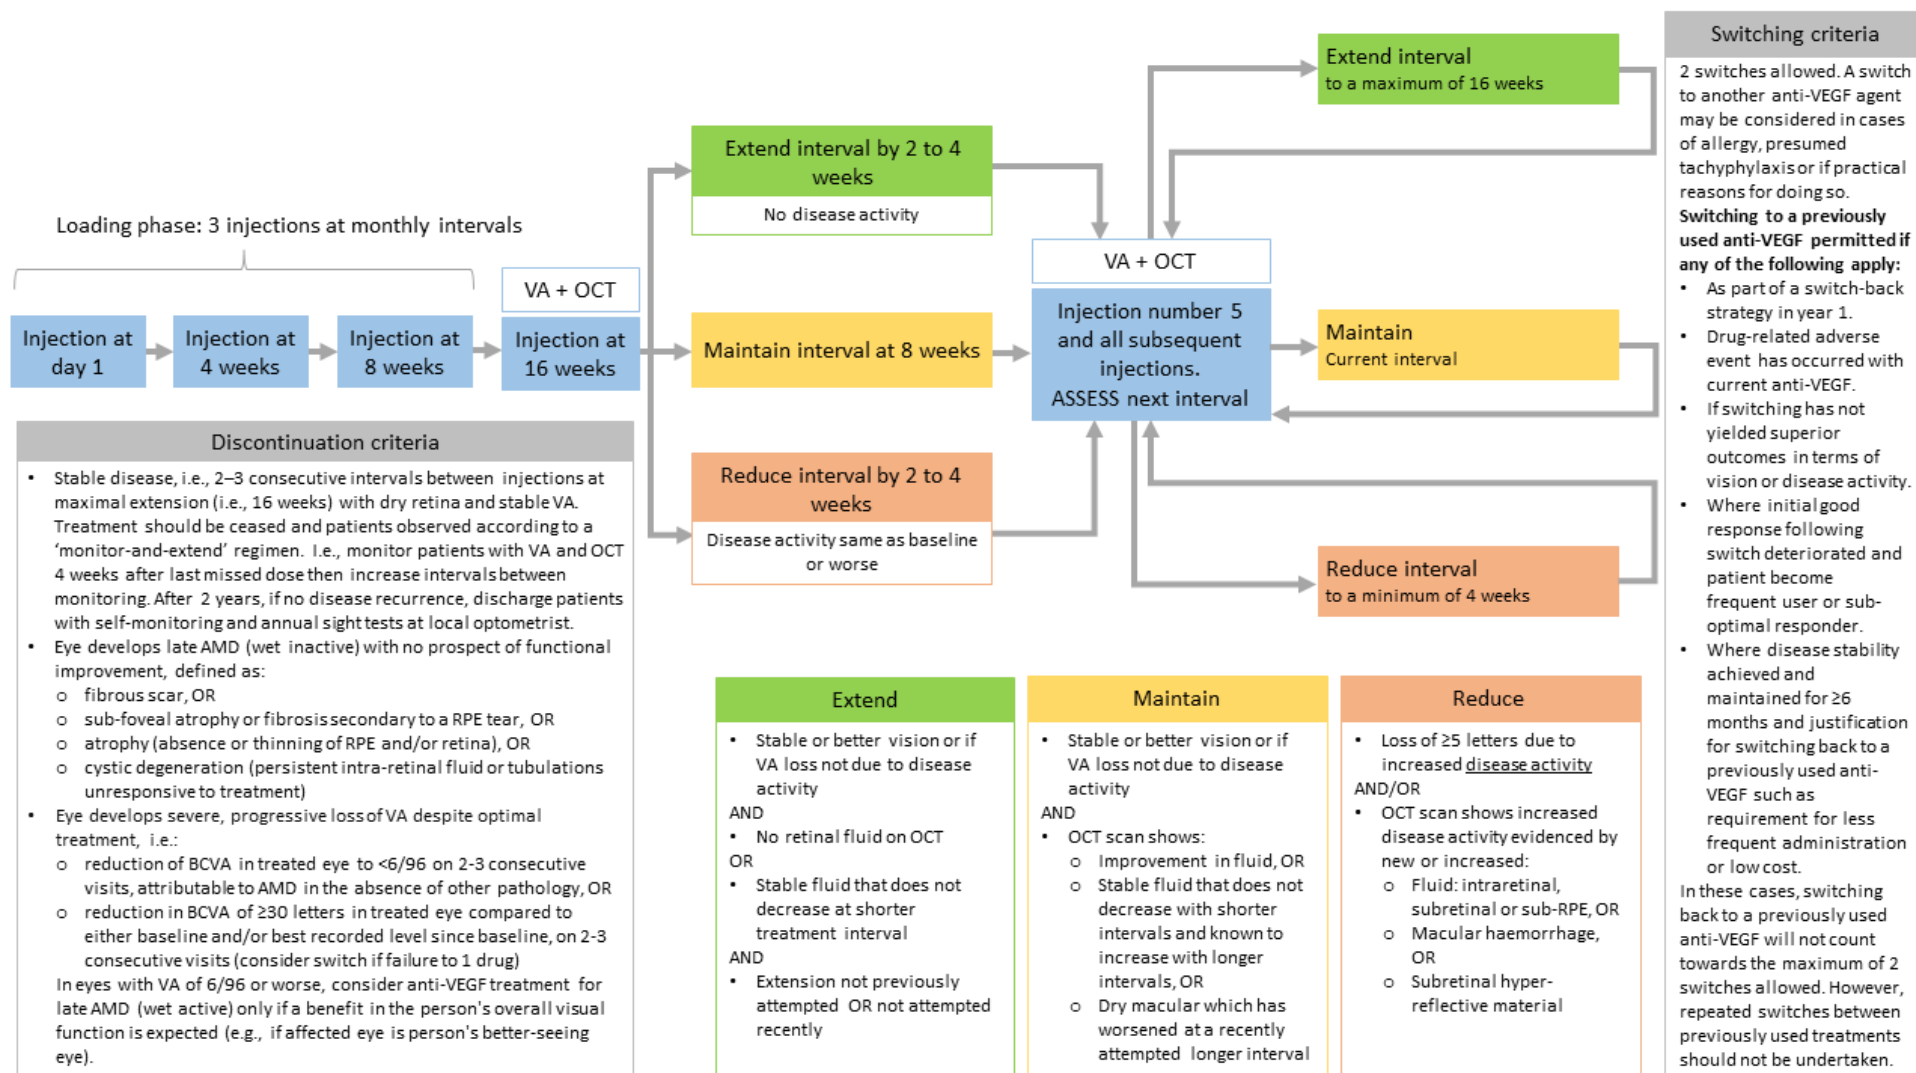 Loading phase: 3 injections at monthly intervals
Injection at
day 1
Injection at
4 weeks
Injection at
8 weeks
VA + OCT
Injection at
16 weeks
Extend interval by 2 to 4
weeks
No disease activity
Maintain interval at 8 weeks
Reduce interval by 2 to 4
weeks
Disease activity same as baseline
or worse
VA + OCT
Injection number 5
and all subsequent
injections.
ASSESS next interval
Extend interval
to a maximum of 16 weeks
Maintain
Current interval
Reduce interval
to a minimum of 4 weeks
Discontinuation criteria
• Stable disease, i.e., 2–3 consecutive intervals between injections at
maximal extension (i.e., 16 weeks) with dry retina and stable VA.
Treatment should be ceased and patients observed according to a
‘monitor-and-extend’ regimen. I.e., monitor patients with VA and OCT
4 weeks after last missed dose then increase intervals between
monitoring. After 2 years, if no disease recurrence, discharge patients
with self-monitoring and annual sight tests at local optometrist.
• Eye develops late AMD (wet inactive) with no prospect of functional
improvement, defined as:
o fibrous scar, OR
o sub-foveal atrophy or fibrosis secondary to a RPE tear, OR
o atrophy (absence or thinning of RPE and/or retina), OR
o cystic degeneration (persistent intra-retinal fluid or tubulations
unresponsive to treatment)
• Eye develops severe, progressive loss of VA despite optimal
treatment, i.e.:
o reduction of BCVA in treated eye to <6/96 on 2-3 consecutive
visits, attributable to AMD in the absence of other pathology, OR
o reduction in BCVA of ≥30 letters in treated eye compared to
either baseline and/or best recorded level since baseline, on 2-3
consecutive visits (consider switch if failure to 1 drug)
In eyes with VA of 6/96 or worse, consider anti-VEGF treatment for
late AMD (wet active) only if a benefit in the person's overall visual
function is expected (e.g., if affected eye is person's better-seeing
eye).
Extend
• Stable or better vision or if
VA loss not due to disease
activity
AND
• No retinal fluid on OCT
OR
• Stable fluid that does not
decrease at shorter
treatment interval
AND
• Extension not previously
attempted OR not attempted
recently
Maintain
• Stable or better vision or if
VA loss not due to disease
activity
AND
• OCT scan shows:
o Improvement in fluid, OR
o Stable fluid that does not
decrease with shorter
intervals and known to
increase with longer
intervals, OR
o Dry macular which has
worsened at a recently
attempted longer interval
Reduce
• Loss of ≥5 letters due to
increased disease activity
AND/OR
• OCT scan shows increased
disease activity evidenced by
new or increased:
o Fluid: intraretinal,
subretinal or sub-RPE, OR
o Macular haemorrhage,
OR
o Subretinal hyper-
reflective material
Switching criteria
2 switches allowed. A switch
to another anti-VEGF agent
may be considered in cases
of allergy, presumed
tachyphylaxis or if practical
reasons for doing so.
Switching to a previously
used anti-VEGF permitted if
any of the following apply:
• As part of a switch-back
strategy in year 1.
• Drug-related adverse
event has occurred with
current anti-VEGF.
• If switching has not
yielded superior
outcomes in terms of
vision or disease activity.
• Where initial good
response following
switch deteriorated and
patient become
frequent user or sub-
optimal responder.
• Where disease stability
achieved and
maintained for ≥6
months and justification
for switching back to a
previously used anti-
VEGF such as
requirement for less
frequent administration
or low cost.
In these cases, switching
back to a previously used
anti-VEGF will not count
towards the maximum of 2
switches allowed. However,
repeated switches between
previously used treatments
should not be undertaken.